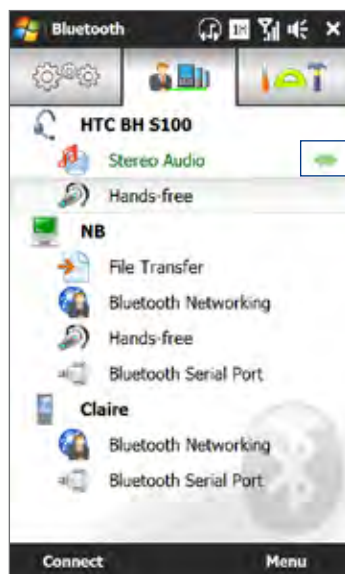 Bluetooth
HTC BH S100
Stereo Audio
Hands-free
NB
File Transfer
Bluetooth Networking
Hands-free
Bluetooth Serial Port
Claire
Bluetooth Networking
Bluetooth Serial Port
Connect Menu